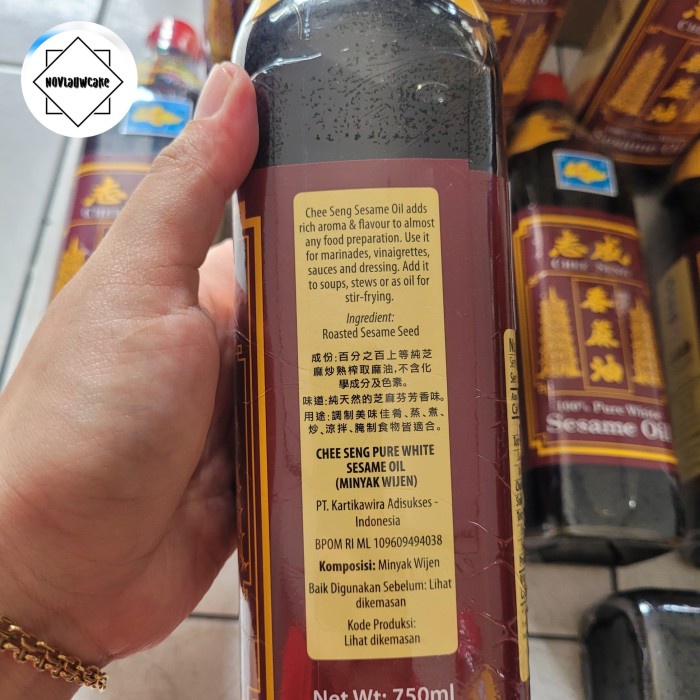 NOVLAUWCAKE
Chee Seng Sesame Oil adds
rich aroma & flavour to almost
any food preparation. Use it
for marinades, vinaigrettes,
sauces and dressing. Add it
to soups, stews or as oil for
stir-frying.
Ingredient:
Roasted Sesame Seed
成份:百分之百上等純芝
麻炒熟榨取麻油,不含化
學成分及色素。
味道:純天然的芝麻芬芳香味。
用途:調制美味佳肴、蒸、煮、
炒、涼拌、腌制食物皆適合。
CHEE SENG PURE WHITE
SESAME OIL
(MINYAK WIJEN)
PT. Kartikawira Adisukses -
Indonesia
BPOM RI ML 109609494038
Komposisi: Minyak Wijen
Baik Digunakan Sebelum: Lihat
dikemasan
Kode Produksi:
Lihat dikemasan
Net Wt: 750ml
志成
CHEE SENG
香蔴油
100% Pure White
Sesame Oil